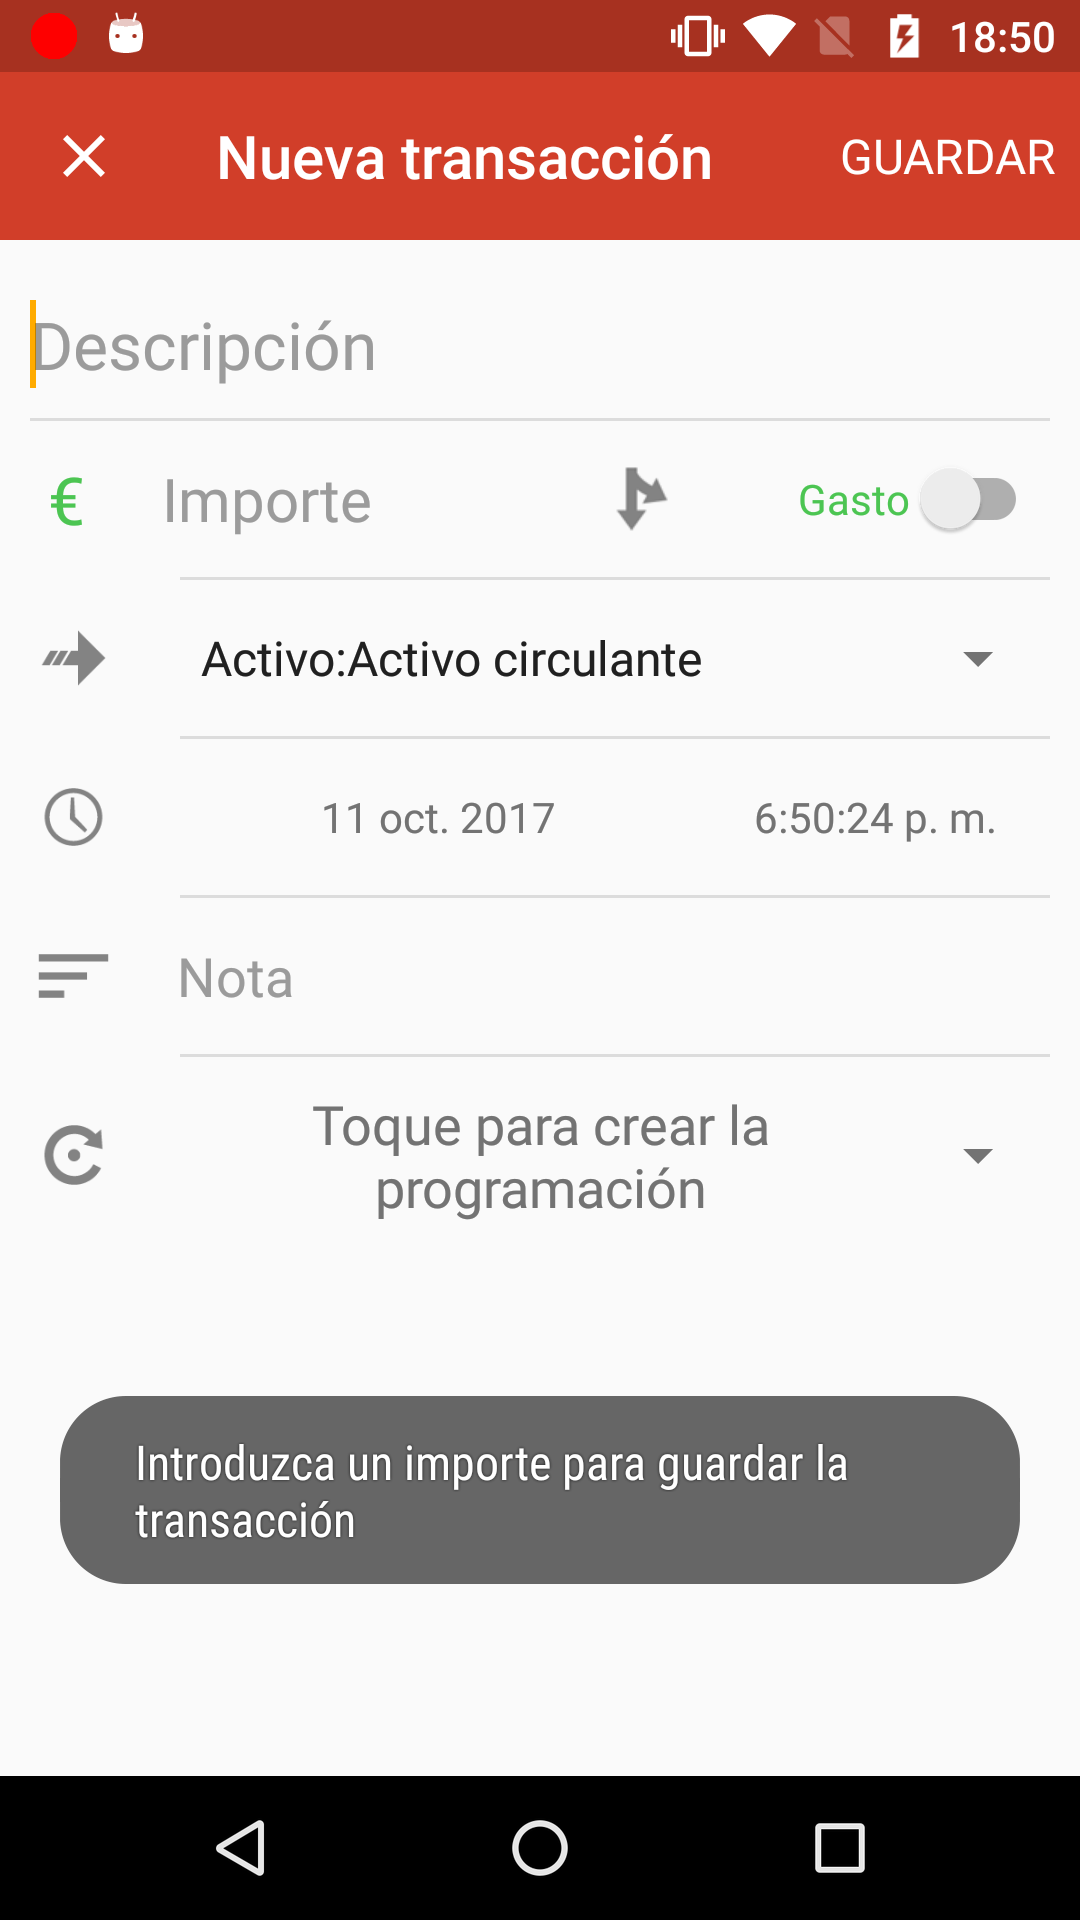 18:50
Nueva transacción
GUARDAR
Descripción
€ Importe
Gasto
Activo:Activo circulante
11 oct. 2017
6:50:24 p. m.
Nota
Toque para crear la
programación
Introduzca un importe para guardar la
transacción